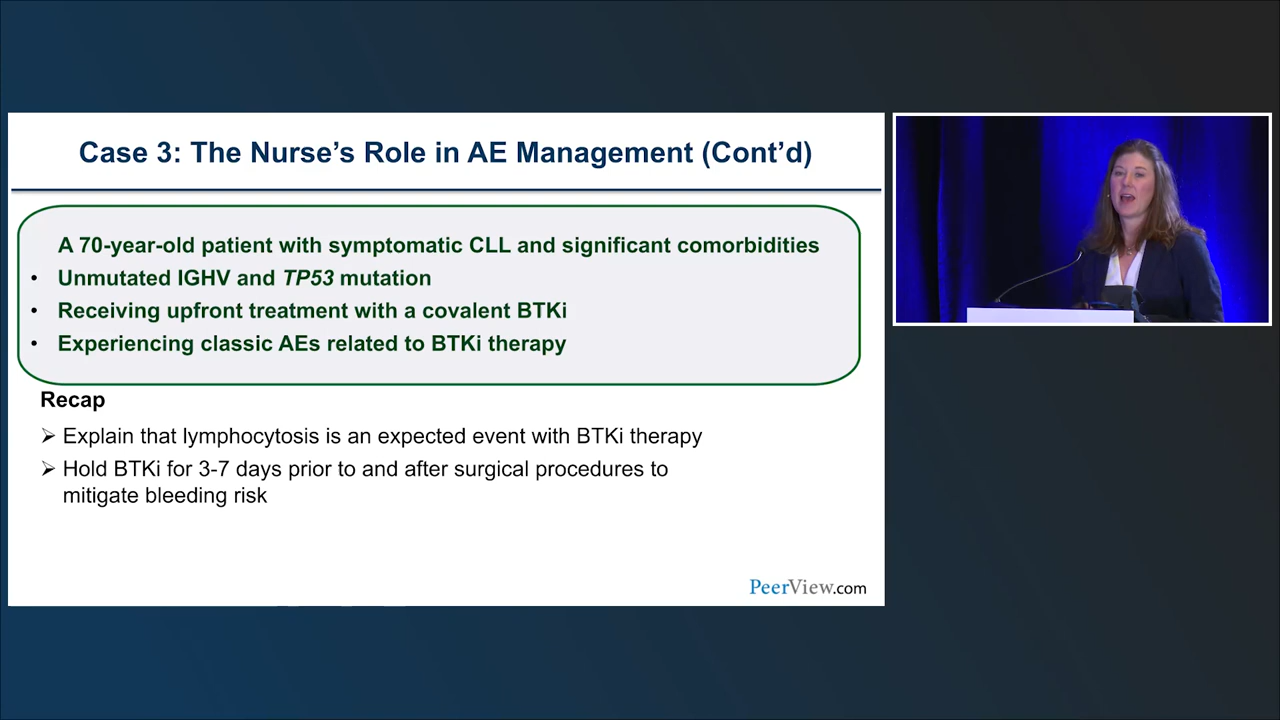 Case 3: The Nurse's Role in AE Management (Cont'd)
A 70-year-old patient with symptomatic CLL and significant comorbidities
• Unmutated IGHV and TP53 mutation
• Receiving upfront treatment with a covalent BTKi
• Experiencing classic AEs related to BTKi therapy
Recap
➢ Explain that lymphocytosis is an expected event with BTKi therapy
➢ Hold BTKi for 3-7 days prior to and after surgical procedures to
mitigate bleeding risk
PeerView.com